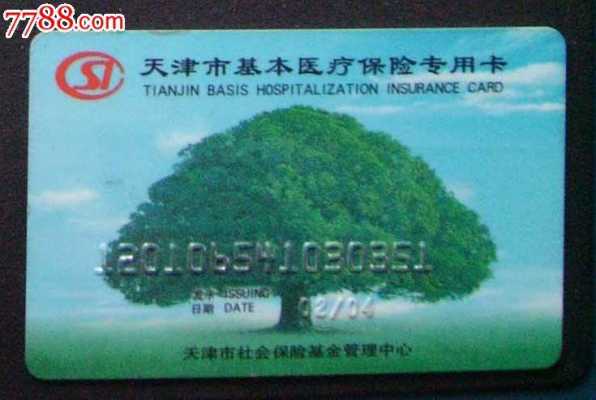 7788.com
CSI
天津市基本医疗保险专用卡
TIANJIN BASIS HOSPITALIZATION INSURANCE CARD
120106541030351
发卡 ISSUING
日期 DATE 02/04
天津市社会保险基金管理中心